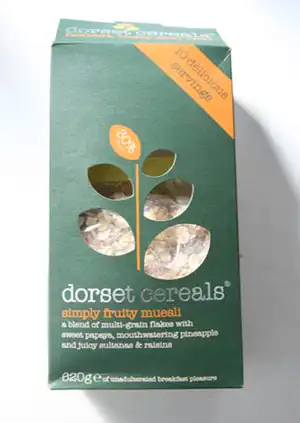 dorset cereals
10 delicious
servings
30%
dorset cereals®
simply fruity muesli
a blend of multi-grain flakes with
sweet papaya, mouthwatering pineapple
and juicy sultanas & raisins
620g e of unadulterated breakfast pleasure